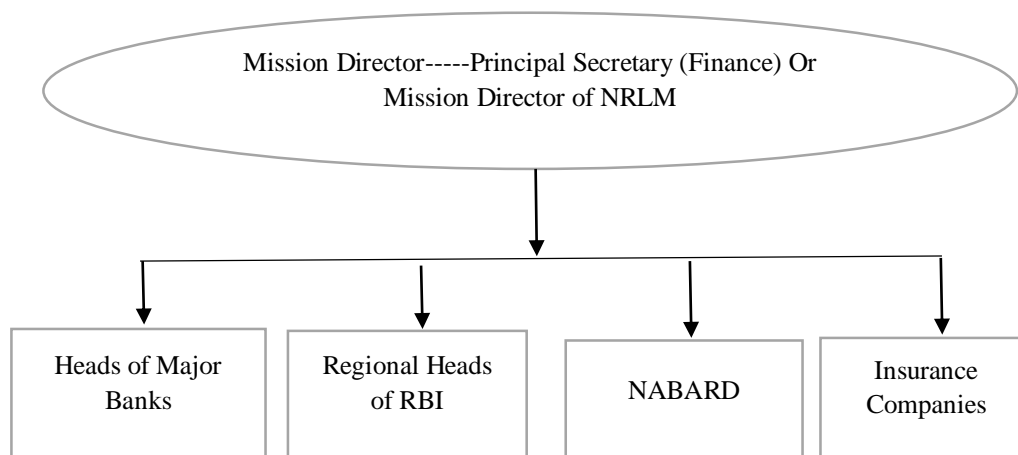 Mission Director-----Principal Secretary (Finance) Or
Mission Director of NRLM
Heads of Major
Banks
Regional Heads
of RBI
NABARD
Insurance
Companies